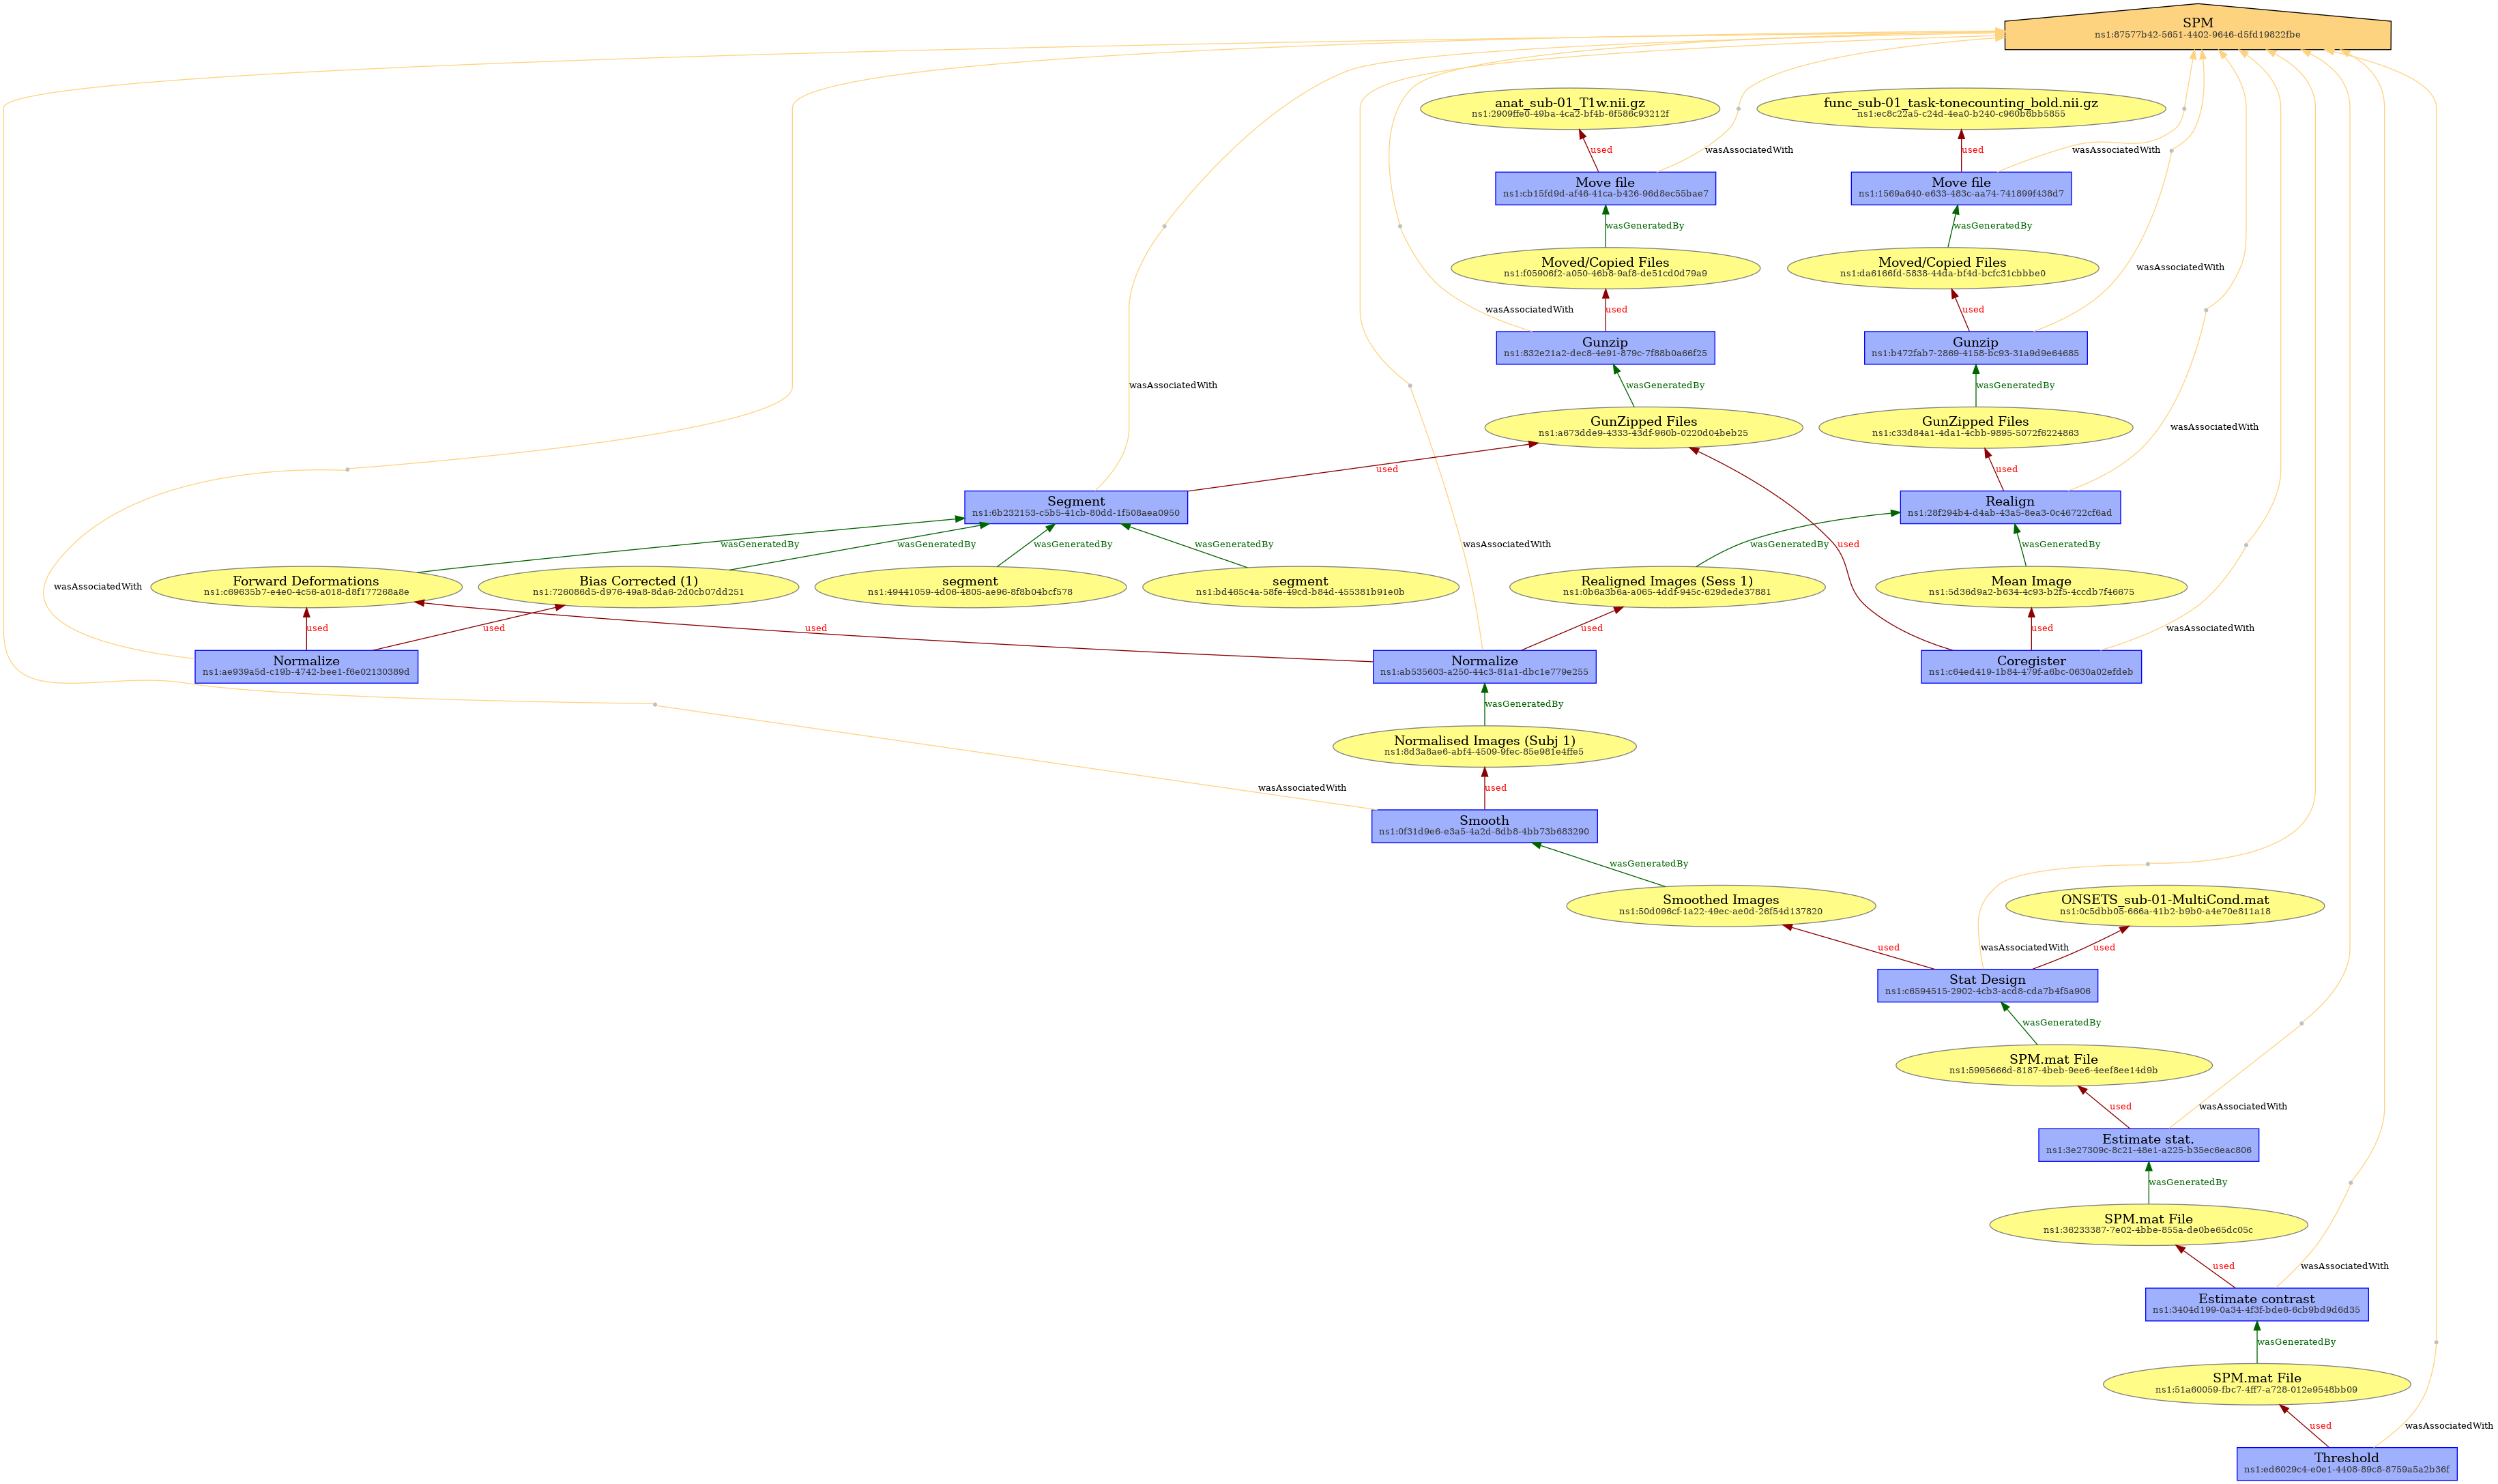 SPM
ns1:87577b42-5651-4402-9646-d5fd19822fbe
anat_sub-01_T1w.nii.gz
ns1:2909ffe0-49ba-4ca2-bf4b-6f586c93212f
func_sub-01_task-tonecounting_bold.nii.gz
ns1:ec8c22a5-c24d-4ea0-b240-c960b6bb5855
used
wasAssociatedWith
used
wasAssociatedWith
Move file
ns1:cb15fd9d-af46-41ca-b426-96d8ec55bae7
Move file
ns1:1569a640-e633-483c-aa74-741899f438d7
wasGeneratedBy
wasGeneratedBy
Moved/Copied Files
ns1:f05906f2-a050-46b8-9af8-de51cd0d79a9
Moved/Copied Files
ns1:da6166fd-5838-44da-bf4d-bcfc31cbbbe0
wasAssociatedWith
wasAssociatedWith
used
used
Gunzip
ns1:832e21a2-dec8-4e91-879c-7f88b0a66f25
Gunzip
ns1:b472fab7-2869-4158-bc93-31a9d9e64685
wasAssociatedWith
wasGeneratedBy
wasGeneratedBy
GunZipped Files
ns1:a673dde9-4333-43df-960b-0220d04beb25
GunZipped Files
ns1:c33d84a1-4da1-4cbb-9895-5072f6224863
wasAssociatedWith
used
used
Segment
ns1:6b232153-c5b5-41cb-80dd-1f508aea0950
Realign
ns1:28f294b4-d4ab-43a5-8ea3-0c46722cf6ad
wasGeneratedBy
wasGeneratedBy
wasGeneratedBy
wasGeneratedBy
wasAssociatedWith
wasGeneratedBy
used
wasGeneratedBy
Forward Deformations
ns1:c69635b7-e4e0-4c56-a018-d8f177268a8e
Bias Corrected (1)
ns1:726086d5-d976-49a8-8da6-2d0cb07dd251
segment
ns1:49441059-4d06-4805-ae96-8f8b04bcf578
segment
ns1:bd465c4a-58fe-49cd-b84d-455381b91e0b
Realigned Images (Sess 1)
ns1:0b6a3b6a-a065-4ddf-945c-629dede37881
Mean Image
ns1:5d36d9a2-b634-4c93-b2f5-4ccdb7f46675
wasAssociatedWith
used
used
used
used
used
wasAssociatedWith
Normalize
ns1:ae939a5d-c19b-4742-bee1-f6e02130389d
Normalize
ns1:ab535603-a250-44c3-81a1-dbc1e779e255
Coregister
ns1:c64ed419-1b84-479f-a6bc-0630a02efdeb
wasGeneratedBy
Normalised Images (Subj 1)
ns1:8d3a8ae6-abf4-4509-9fec-85e981e4ffe5
wasAssociatedWith
used
Smooth
ns1:0f31d9e6-e3a5-4a2d-8db8-4bb73b683290
wasGeneratedBy
Smoothed Images
ns1:50d096cf-1a22-49ec-ae0d-26f54d137820
ONSETS_sub-01-MultiCond.mat
ns1:0c5dbb05-666a-41b2-b9b0-a4e70e811a18
used
wasAssociatedWith
used
Stat Design
ns1:c6594515-2902-4cb3-acd8-cda7b4f5a906
wasGeneratedBy
SPM.mat File
ns1:5995666d-8187-4beb-9ee6-4eef8ee14d9b
used
wasAssociatedWith
Estimate stat.
ns1:3e27309c-8c21-48e1-a225-b35ec6eac806
wasGeneratedBy
SPM.mat File
ns1:36233387-7e02-4bbe-855a-de0be65dc05c
used
wasAssociatedWith
Estimate contrast
ns1:3404d199-0a34-4f3f-bde6-6cb9bd9d6d35
wasGeneratedBy
SPM.mat File
ns1:51a60059-fbc7-4ff7-a728-012e9548bb09
used
wasAssociatedWith
Threshold
ns1:ed6029c4-e0e1-4408-89c8-8759a5a2b36f